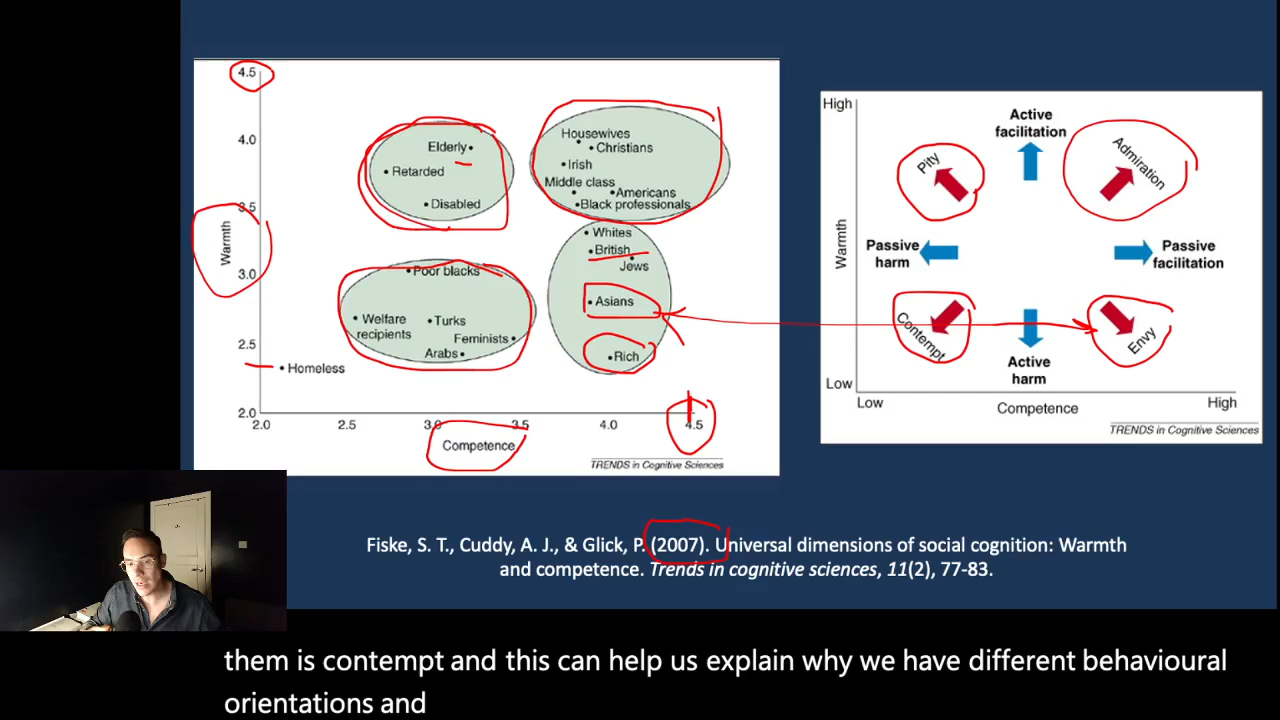 4.5
4.0
3.5
3.0
2.5
2.0
Warmth
Elderly
Retarded
Disabled
Housewives
Christians
Irish
Middle class
Americans
Black professionals
Whites
British
Jews
Asians
Rich
Poor blacks
Welfare
recipients
Turks
Feminists
Arabs
Homeless
2.0 2.5 3.0 3.5 4.0 4.5
Competence
TRENDS in Cognitive Sciences
High
Warmth
Low
Active
facilitation
Pity
Admiration
Passive
harm
Passive
facilitation
Contempt
Envy
Active
harm
Low Competence High
TRENDS in Cognitive Sciences
Fiske, S. T., Cuddy, A. J., & Glick, P. (2007). Universal dimensions of social cognition: Warmth
and competence. Trends in cognitive sciences, 11(2), 77-83.
them is contempt and this can help us explain why we have different behavioural
orientations and